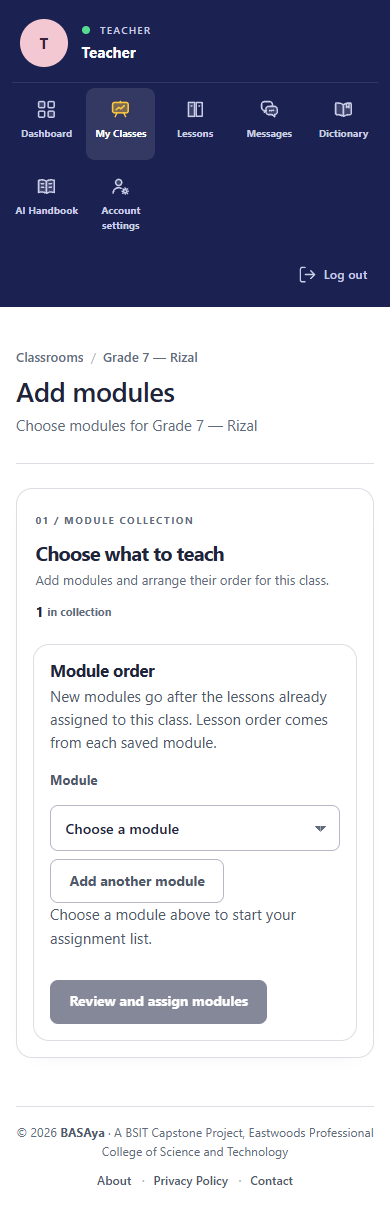 T
TEACHER
Teacher
Dashboard
My Classes
Lessons
Messages
Dictionary
AI Handbook
Account
settings
Log out
Classrooms / Grade 7 — Rizal
Add modules
Choose modules for Grade 7 — Rizal
01 / MODULE COLLECTION
Choose what to teach
Add modules and arrange their order for this class.
1 in collection
Module order
New modules go after the lessons already
assigned to this class. Lesson order comes
from each saved module.
Module
Choose a module
Add another module
Choose a module above to start your
assignment list.
Review and assign modules
© 2026 BASAya · A BSIT Capstone Project, Eastwoods Professional
College of Science and Technology
About · Privacy Policy · Contact